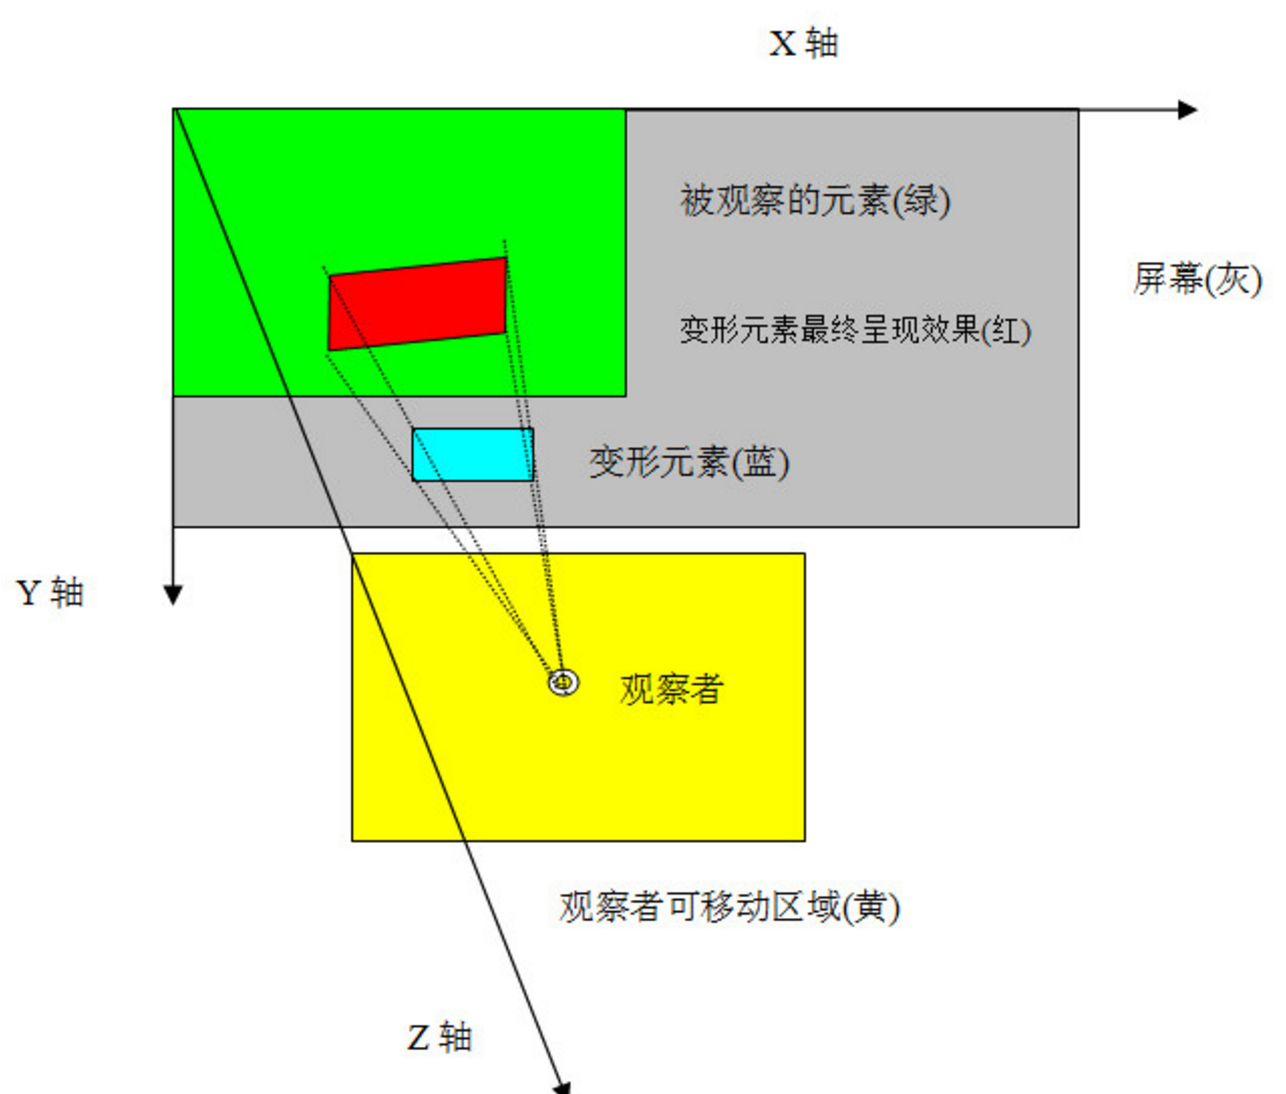 X 轴
被观察的元素(绿)
屏幕(灰)
变形元素最终呈现效果(红)
变形元素(蓝)
Y 轴
观察者
观察者可移动区域(黄)
Z 轴